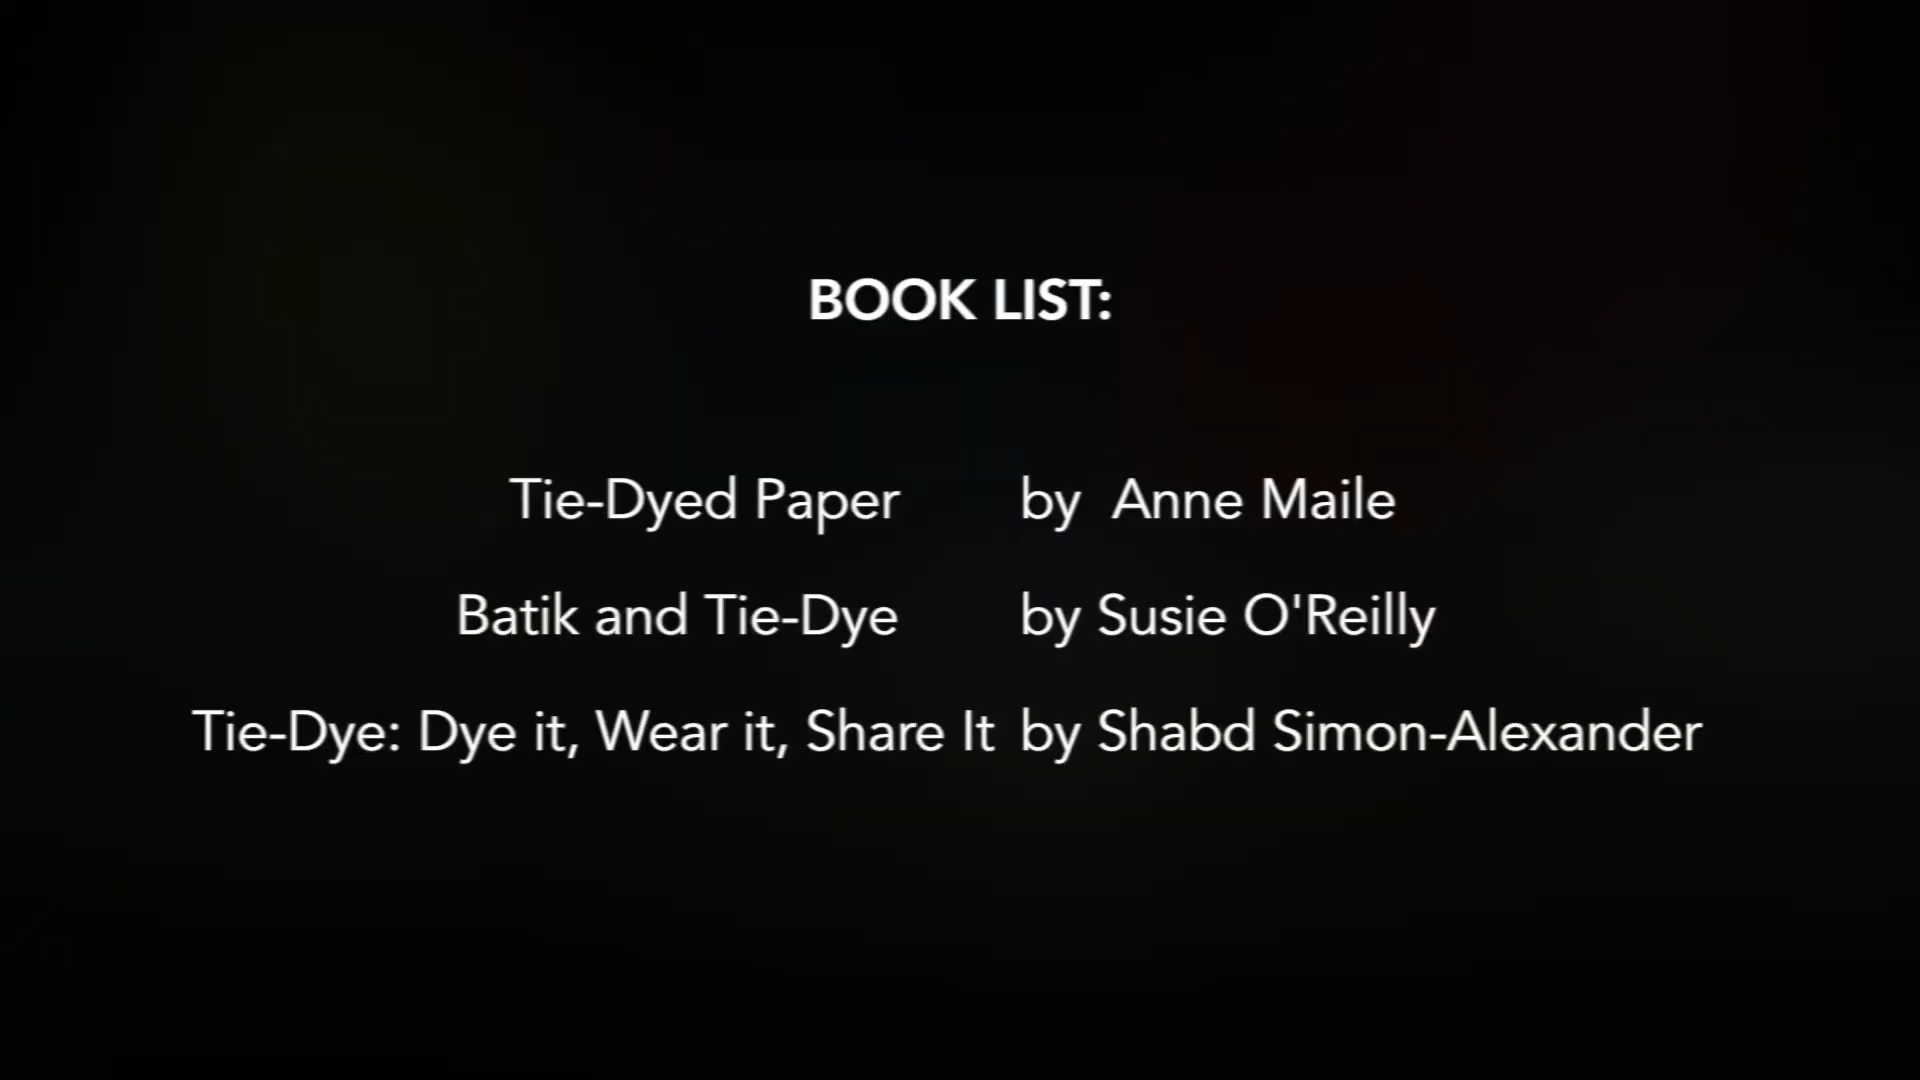 BOOK LIST:
Tie-Dyed Paper by Anne Maile
Batik and Tie-Dye by Susie O'Reilly
Tie-Dye: Dye it, Wear it, Share It by Shabd Simon-Alexander